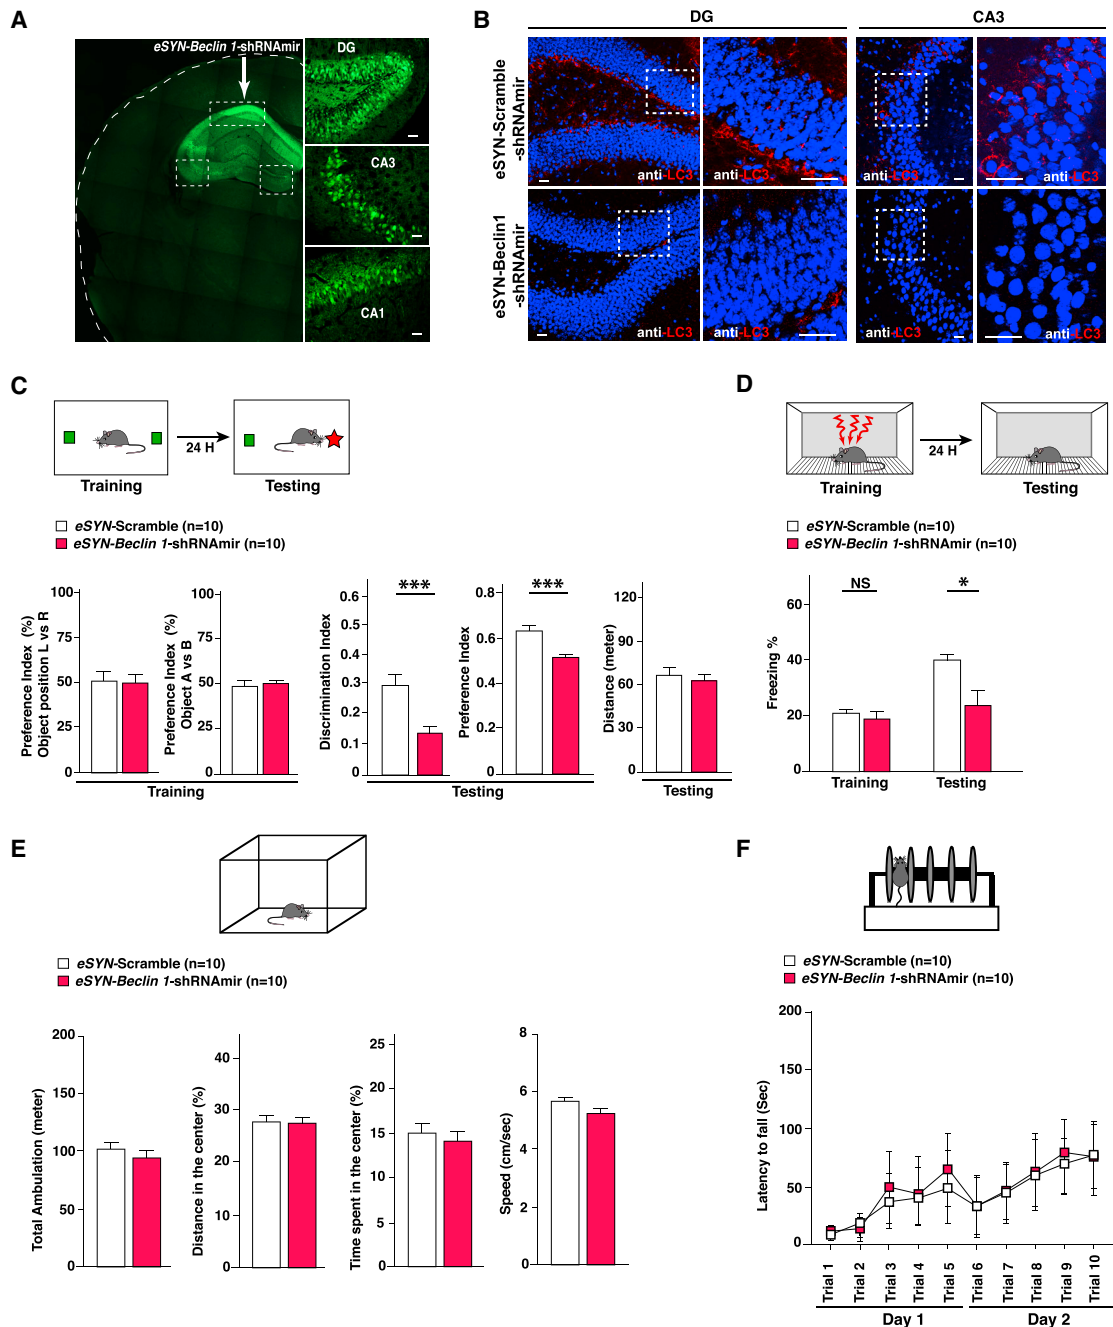 A
eSYN-Beclin 1-shRNAmir
DG
CA3
CA1
B
DG
CA3
eSYN-Scramble
-shRNAmir
anti-LC3
anti-LC3
anti-LC3
anti-LC3
eSYN-Beclin1
-shRNAmir
anti-LC3
anti-LC3
anti-LC3
anti-LC3
C
24 H
Training
Testing
eSYN-Scramble (n=10)
eSYN-Beclin 1-shRNAmir (n=10)
Preference Index (%)
Object position L vs R
100
50
0
Preference Index (%)
Object A vs B
100
50
0
Training
Discrimination Index
0.6
0.5
0.4
0.3
0.2
0.1
0
***
Preference Index
0.8
0.6
0.4
0.2
0
***
Testing
Distance (meter)
120
90
60
30
0
Testing
D
24 H
Training
Testing
eSYN-Scramble (n=10)
eSYN-Beclin 1-shRNAmir (n=10)
Freezing %
60
40
20
0
NS
*
Training
Testing
E
eSYN-Scramble (n=10)
eSYN-Beclin 1-shRNAmir (n=10)
Total Ambulation (meter)
200
150
100
50
0
Distance in the center (%)
40
30
20
10
0
Time spent in the center (%)
25
20
15
10
5
0
Speed (cm/sec)
8
6
4
2
0
F
eSYN-Scramble (n=10)
eSYN-Beclin 1-shRNAmir (n=10)
Latency to fall (Sec)
200
150
100
50
0
Trial 1
Trial 2
Trial 3
Trial 4
Trial 5
Trial 6
Trial 7
Trial 8
Trial 9
Trial 10
Day 1
Day 2